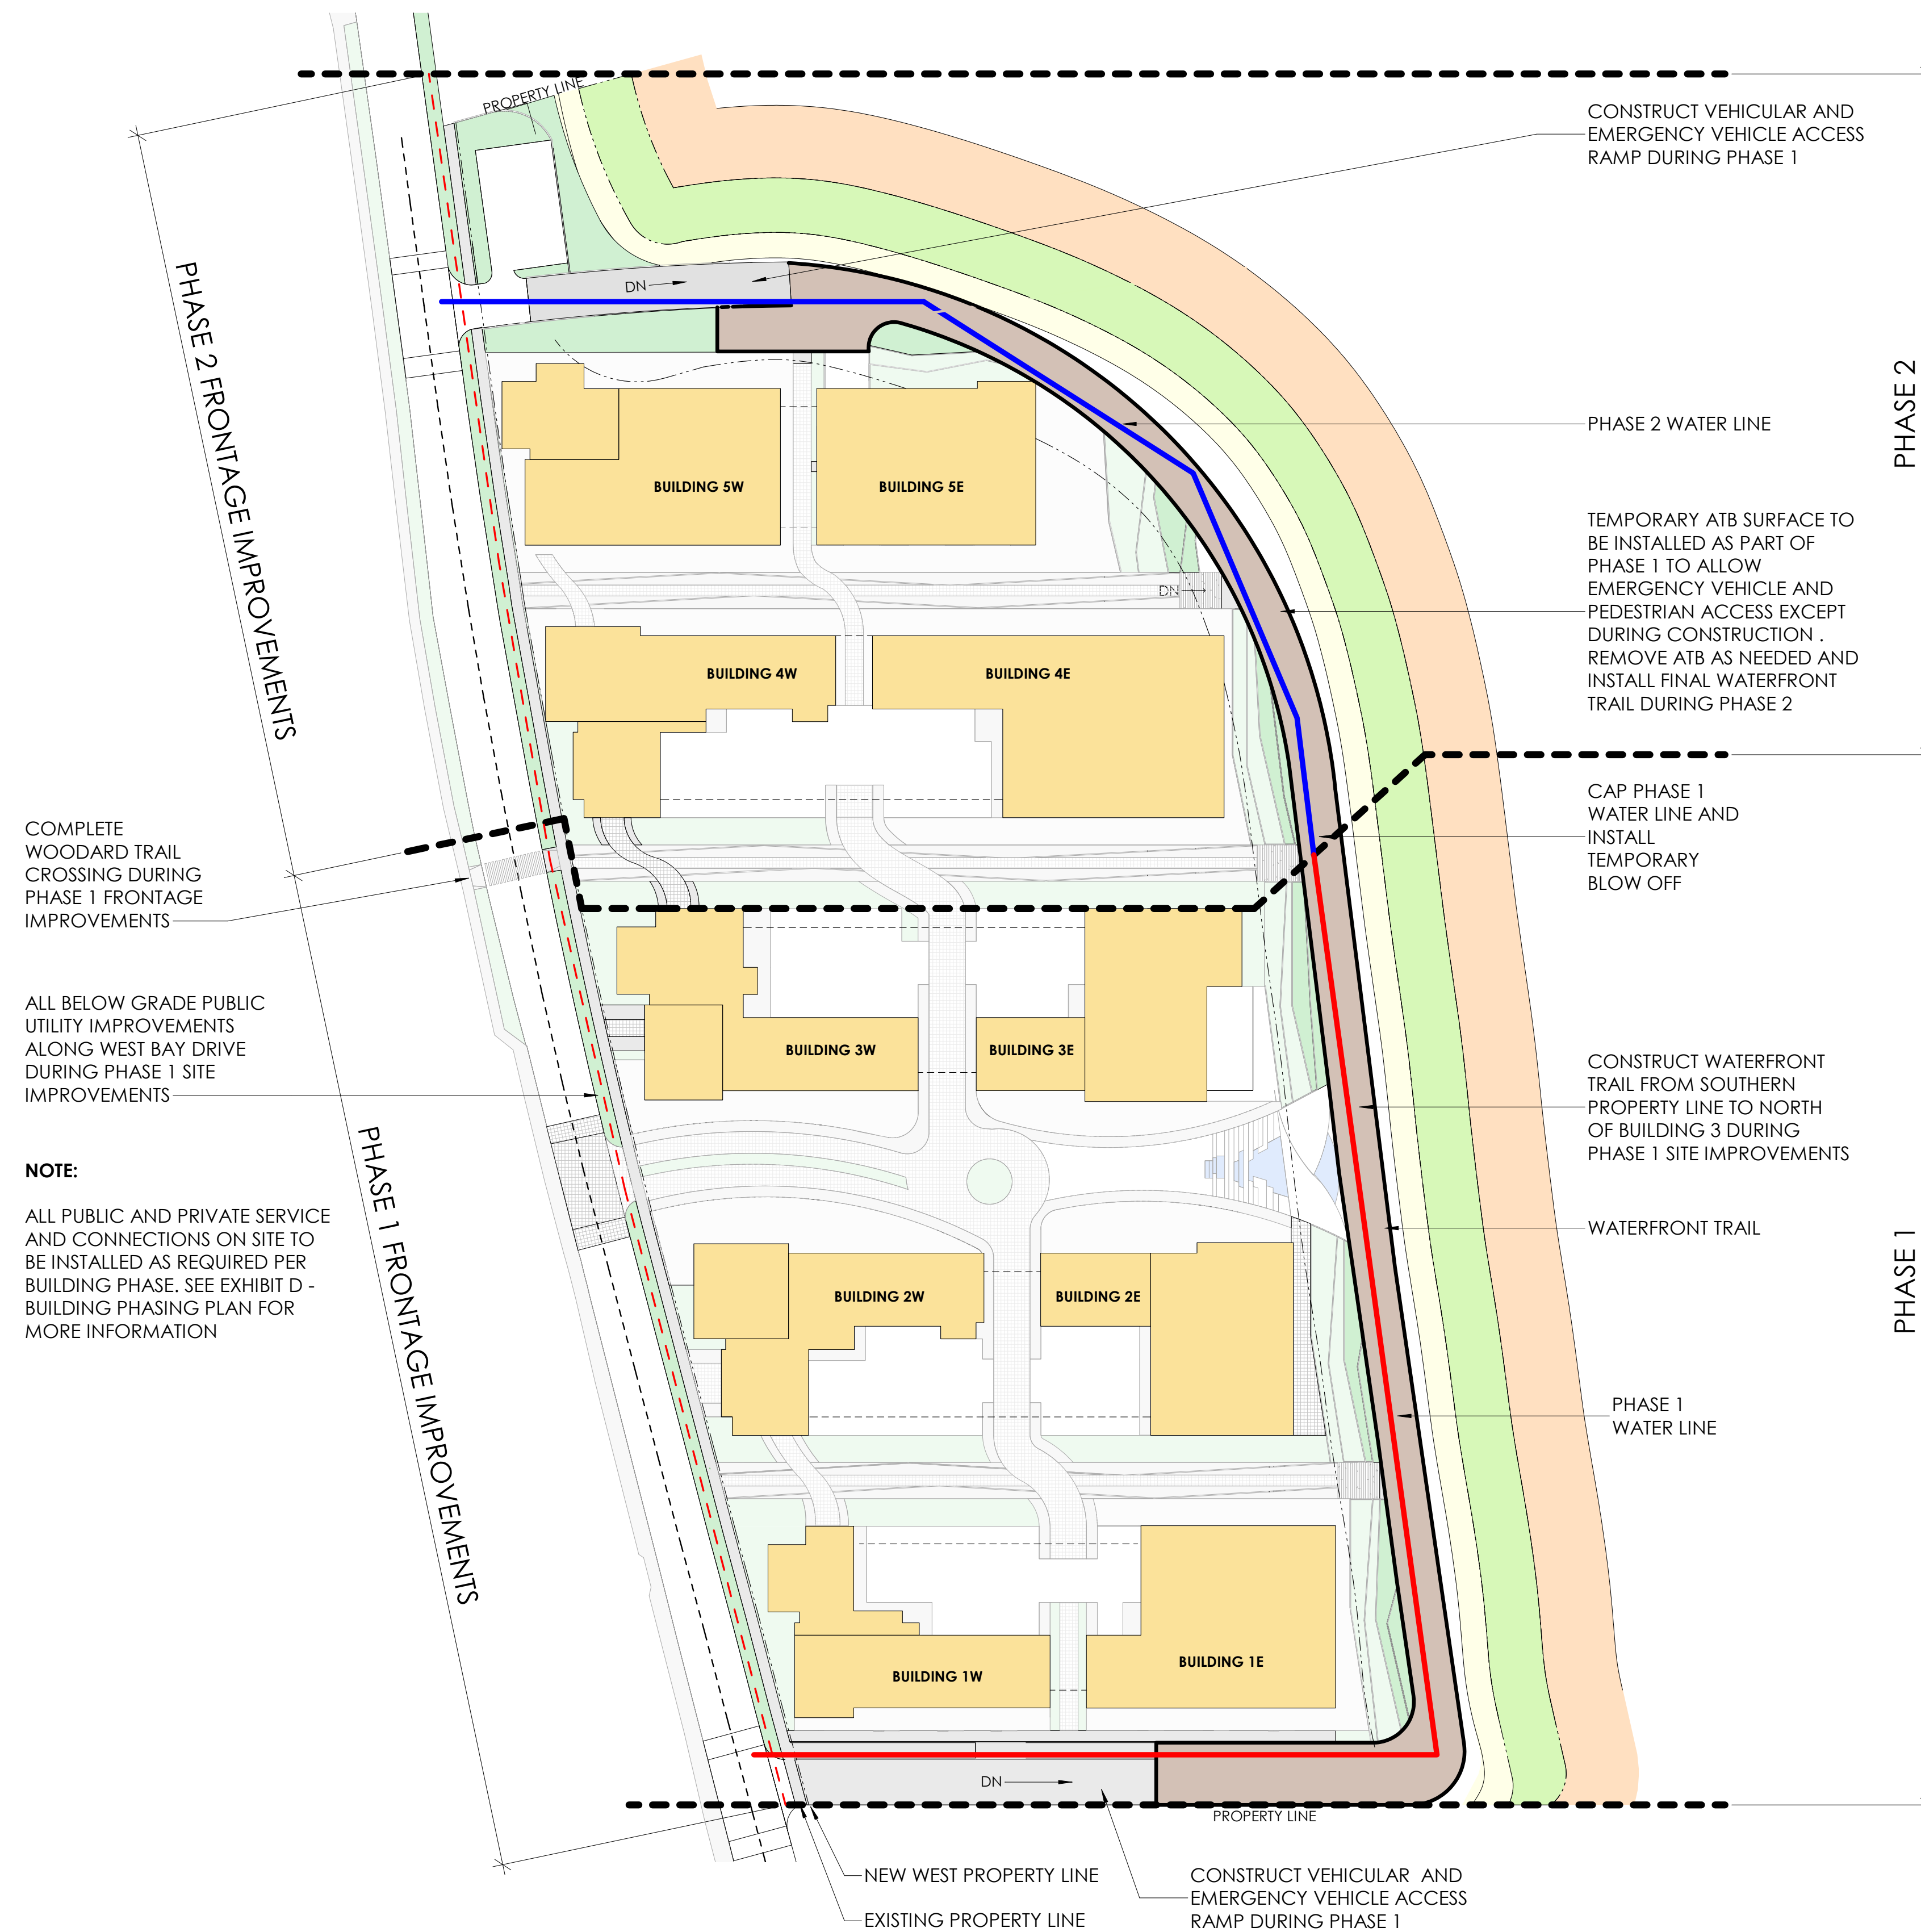 PROPERTY LINE
CONSTRUCT VEHICULAR AND
EMERGENCY VEHICLE ACCESS
RAMP DURING PHASE 1
PHASE 2 FRONTAGE IMPROVEMENTS
DN
PHASE 2
PHASE 2 WATER LINE
BUILDING 5W
BUILDING 5E
TEMPORARY ATB SURFACE TO
BE INSTALLED AS PART OF
PHASE 1 TO ALLOW
EMERGENCY VEHICLE AND
PEDESTRIAN ACCESS EXCEPT
DURING CONSTRUCTION .
REMOVE ATB AS NEEDED AND
INSTALL FINAL WATERFRONT
TRAIL DURING PHASE 2
DN
BUILDING 4W
BUILDING 4E
CAP PHASE 1
WATER LINE AND
INSTALL
TEMPORARY
BLOW OFF
COMPLETE
WOODARD TRAIL
CROSSING DURING
PHASE 1 FRONTAGE
IMPROVEMENTS
ALL BELOW GRADE PUBLIC
UTILITY IMPROVEMENTS
ALONG WEST BAY DRIVE
DURING PHASE 1 SITE
IMPROVEMENTS
BUILDING 3W
BUILDING 3E
CONSTRUCT WATERFRONT
TRAIL FROM SOUTHERN
PROPERTY LINE TO NORTH
OF BUILDING 3 DURING
PHASE 1 SITE IMPROVEMENTS
NOTE:
ALL PUBLIC AND PRIVATE SERVICE
AND CONNECTIONS ON SITE TO
BE INSTALLED AS REQUIRED PER
BUILDING PHASE. SEE EXHIBIT D -
BUILDING PHASING PLAN FOR
MORE INFORMATION
PHASE 1 FRONTAGE IMPROVEMENTS
WATERFRONT TRAIL
PHASE 1
BUILDING 2W
BUILDING 2E
PHASE 1
WATER LINE
BUILDING 1W
BUILDING 1E
DN
PROPERTY LINE
NEW WEST PROPERTY LINE
EXISTING PROPERTY LINE
CONSTRUCT VEHICULAR AND
EMERGENCY VEHICLE ACCESS
RAMP DURING PHASE 1